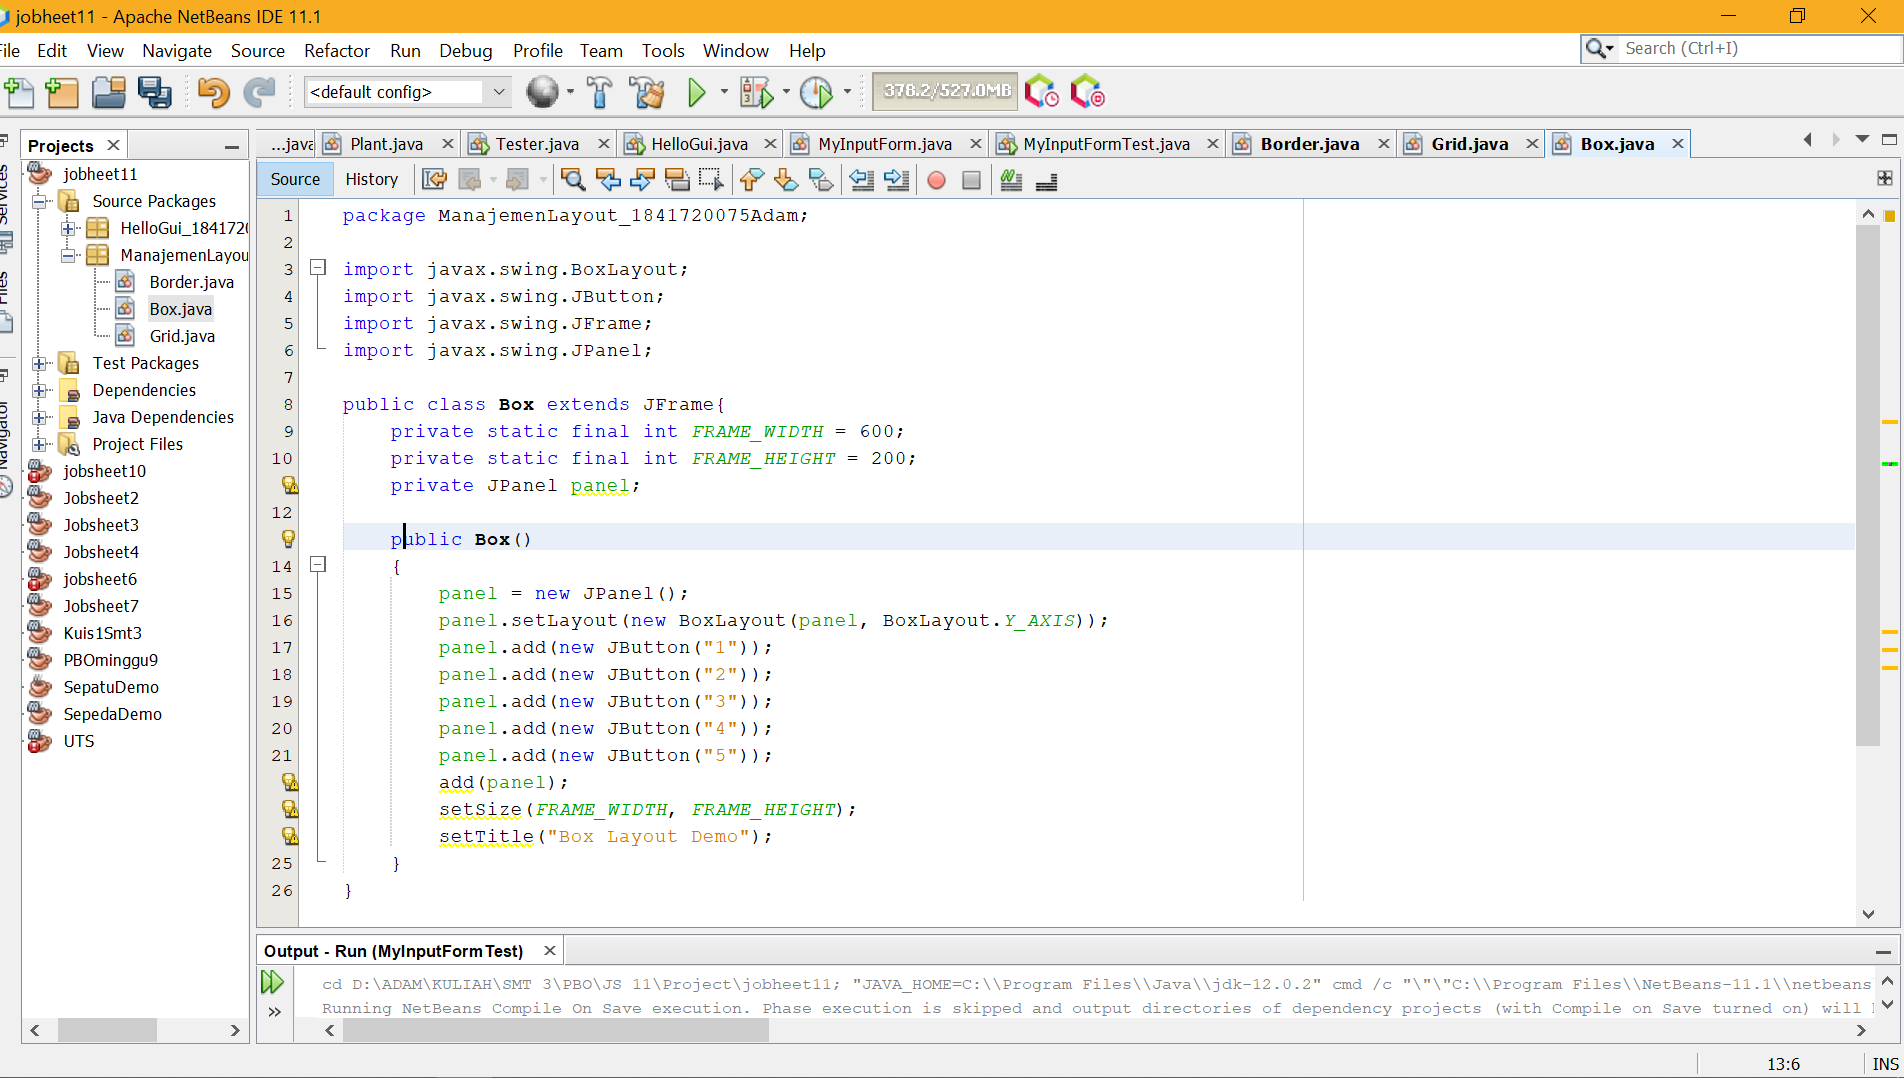 jobheet11 - Apache NetBeans IDE 11.1
File Edit View Navigate Source Refactor Run Debug Profile Team Tools Window Help
Search (Ctrl+I)
<default config>
378.2/527.0MB
Projects
...java Plant.java Tester.java HelloGui.java MyInputForm.java MyInputFormTest.java Border.java Grid.java Box.java
Source History
Services
Files
Navigator
jobheet11
Source Packages
HelloGui_184172
ManajemenLayou
Border.java
Box.java
Grid.java
Test Packages
Dependencies
Java Dependencies
Project Files
jobsheet10
Jobsheet2
Jobsheet3
Jobsheet4
jobsheet6
Jobsheet7
Kuis1Smt3
PBOminggu9
SepatuDemo
SepedaDemo
UTS
1 package ManajemenLayout_1841720075Adam;
2
3 import javax.swing.BoxLayout;
4 import javax.swing.JButton;
5 import javax.swing.JFrame;
6 import javax.swing.JPanel;
7
8 public class Box extends JFrame{
9 private static final int FRAME_WIDTH = 600;
10 private static final int FRAME_HEIGHT = 200;
private JPanel panel;
12
public Box()
14 {
15 panel = new JPanel();
16 panel.setLayout(new BoxLayout(panel, BoxLayout.Y_AXIS));
17 panel.add(new JButton("1"));
18 panel.add(new JButton("2"));
19 panel.add(new JButton("3"));
20 panel.add(new JButton("4"));
21 panel.add(new JButton("5"));
add(panel);
setSize(FRAME_WIDTH, FRAME_HEIGHT);
setTitle("Box Layout Demo");
25 }
26 }
Output - Run (MyInputFormTest)
cd D:\ADAM\KULIAH\SMT 3\PBO\JS 11\Project\jobheet11; "JAVA_HOME=C:\\Program Files\\Java\\jdk-12.0.2" cmd /c "\"\"C:\\Program Files\\NetBeans-11.1\\netbeans
Running NetBeans Compile On Save execution. Phase execution is skipped and output directories of dependency projects (with Compile on Save turned on) will
13:6 INS